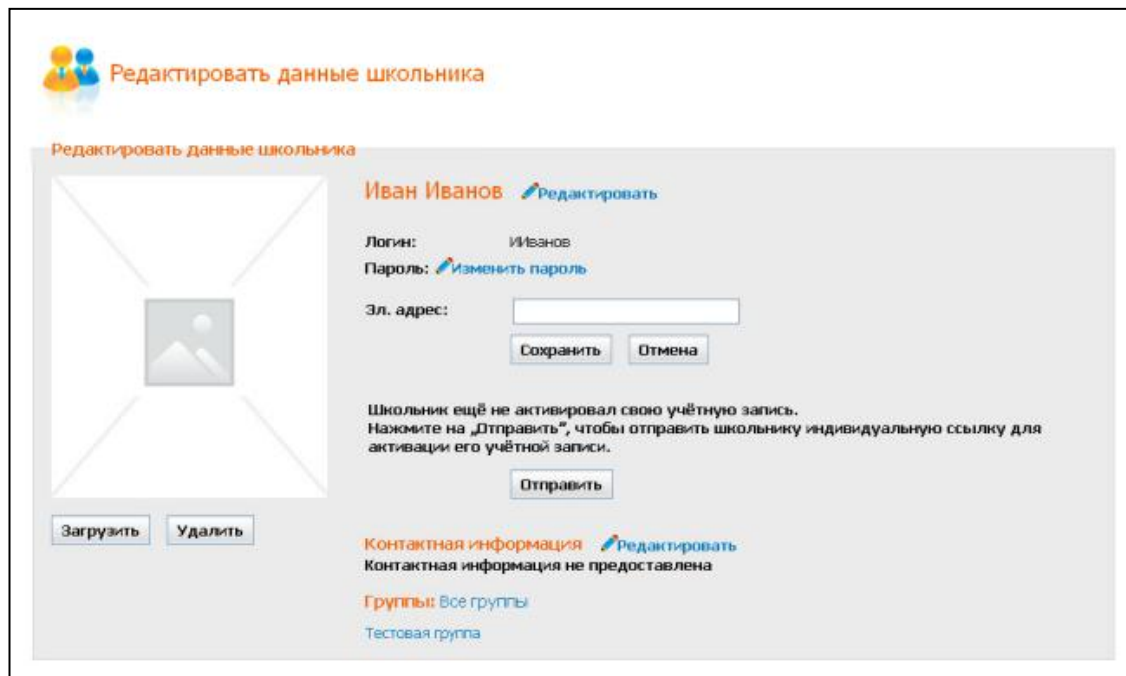 Редактировать данные школьника
Редактировать данные школьника
Иван Иванов Редактировать
Логин: ИИванов
Пароль: Изменить пароль
Эл. адрес:
Сохранить Отмена
Школьник ещё не активировал свою учётную запись.
Нажмите на „Отправить”, чтобы отправить школьнику индивидуальную ссылку для
активации его учётной записи.
Отправить
Загрузить Удалить
Контактная информация Редактировать
Контактная информация не предоставлена
Группы: Все группы
Тестовая группа